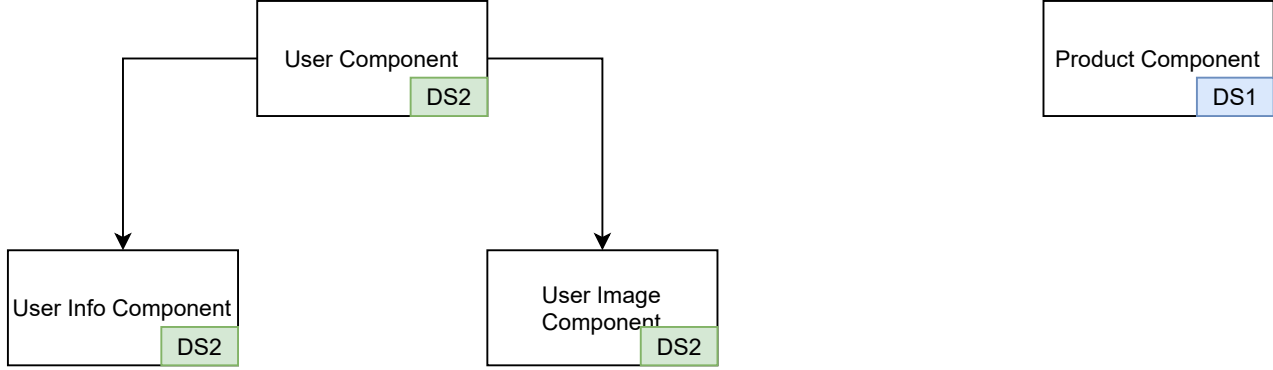 User Component
DS2
Product Component
DS1
User Info Component
DS2
User Image
Component
DS2